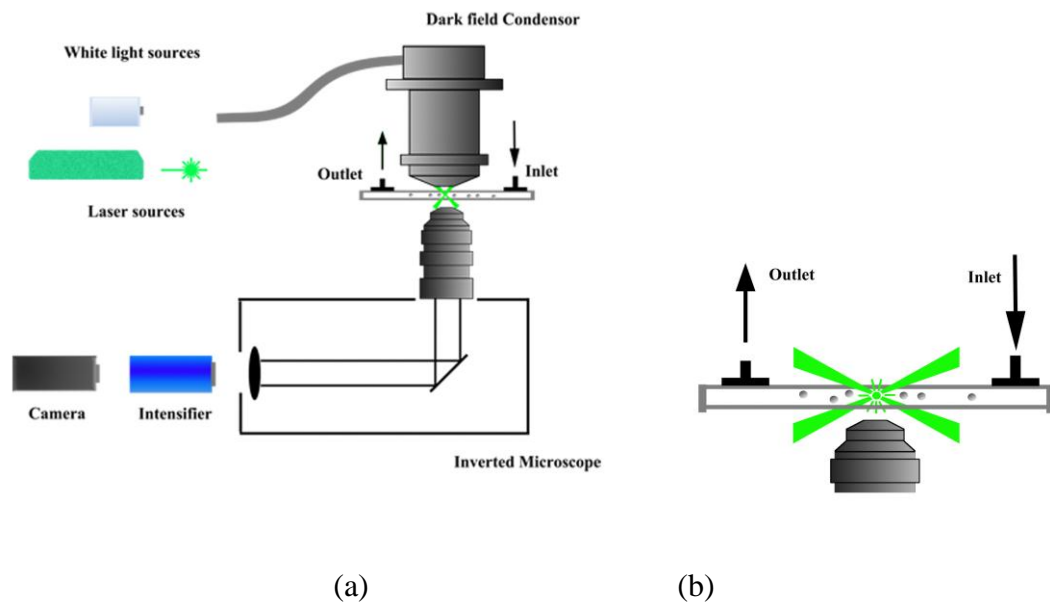 Dark field Condensor
White light sources
Outlet
Inlet
Laser sources
Outlet
Inlet
Camera
Intensifier
Inverted Microscope
(a)
(b)